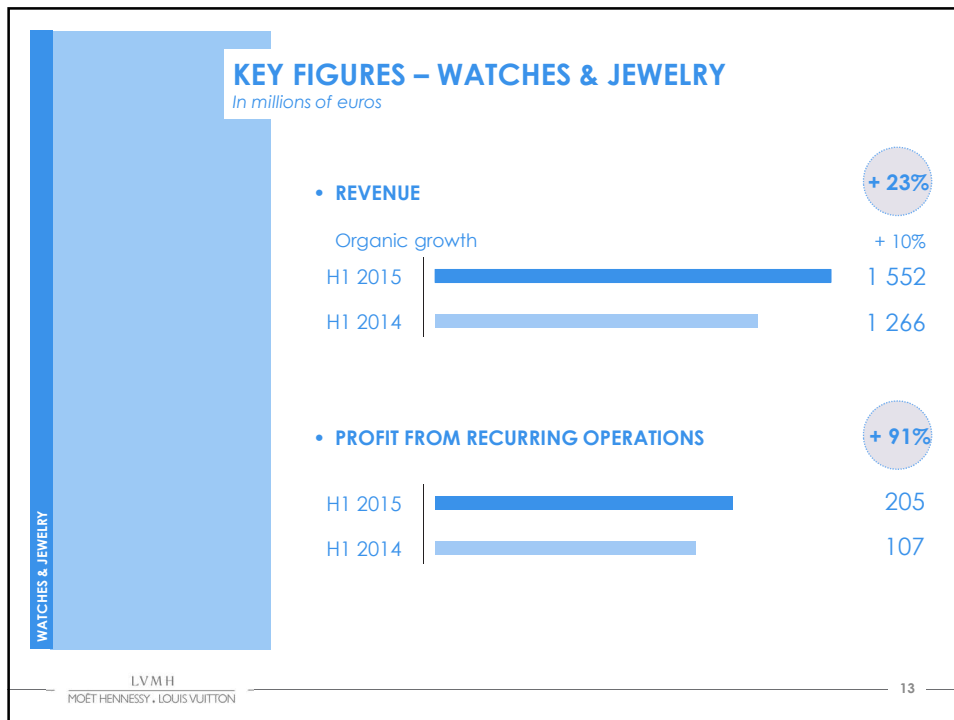 KEY FIGURES – WATCHES & JEWELRY
In millions of euros
• REVENUE
+ 23%
Organic growth
+ 10%
H1 2015
1 552
H1 2014
1 266
• PROFIT FROM RECURRING OPERATIONS
+ 91%
H1 2015
205
H1 2014
107
WATCHES & JEWELRY
LVMH
MOËT HENNESSY . LOUIS VUITTON
13